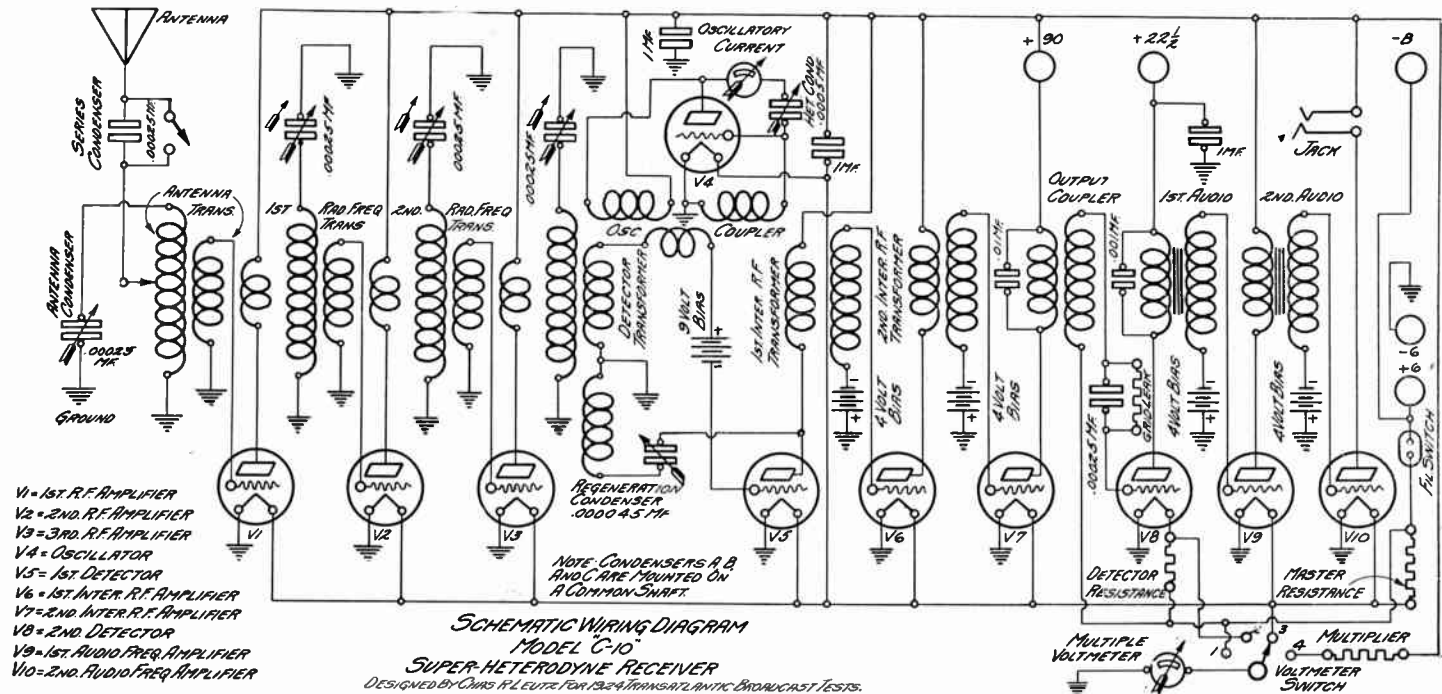 ANTENNA
SERIES
CONDENSER
.00025 MF.
ANTENNA
TRANS.
ANTENNA
CONDENSER
.00025
MF.
GROUND
1ST
RAD. FREQ
TRANS
.00025 MF.
2ND.
RAD. FREQ
TRANS.
.00025 MF.
.00025 MF.
1 MF.
OSCILLATORY
CURRENT
HET COND
.0005 MF.
V4
1 MF.
OSC
COUPLER
DETECTOR
TRANSFORMER
9 VOLT
BIAS
+
REGENERATION
CONDENSER
.000045 MF
1ST INTER. R.F
TRANSFORMER
-
+
4 VOLT
BIAS
2ND. INTER. R.F.
TRANSFORMER
-
+
4 VOLT
BIAS
+ 90
.01 MF.
OUTPUT
COUPLER
+22½
1 MF.
.001 MF.
1ST. AUDIO
.00025 MF.
GRIDLEAK
-
+
4 VOLT BIAS
2ND. AUDIO
-
+
4 VOLT BIAS
JACK
-B
-6
+6
FIL SWITCH
V1
V2
V3
V5
V6
V7
V8
V9
V10
DETECTOR
RESISTANCE
MASTER
RESISTANCE
MULTIPLE
VOLTMETER
1
3
4
MULTIPLIER
VOLTMETER
SWITCH
V1 = 1ST. R.F. AMPLIFIER
V2 = 2ND. R.F. AMPLIFIER
V3 = 3RD. R.F. AMPLIFIER
V4 = OSCILLATOR
V5 = 1ST. DETECTOR
V6 = 1ST. INTER. R.F. AMPLIFIER
V7 = 2ND. INTER. R.F. AMPLIFIER
V8 = 2ND. DETECTOR
V9 = 1ST. AUDIO FREQ. AMPLIFIER
V10 = 2ND. AUDIO FREQ AMPLIFIER
NOTE: CONDENSERS A B
AND C ARE MOUNTED ON
A COMMON SHAFT.
SCHEMATIC WIRING DIAGRAM
MODEL "C-10"
SUPER-HETERODYNE RECEIVER
DESIGNED BY CHAS R LEUTZ FOR 1924 TRANSATLANTIC BROADCAST TESTS.